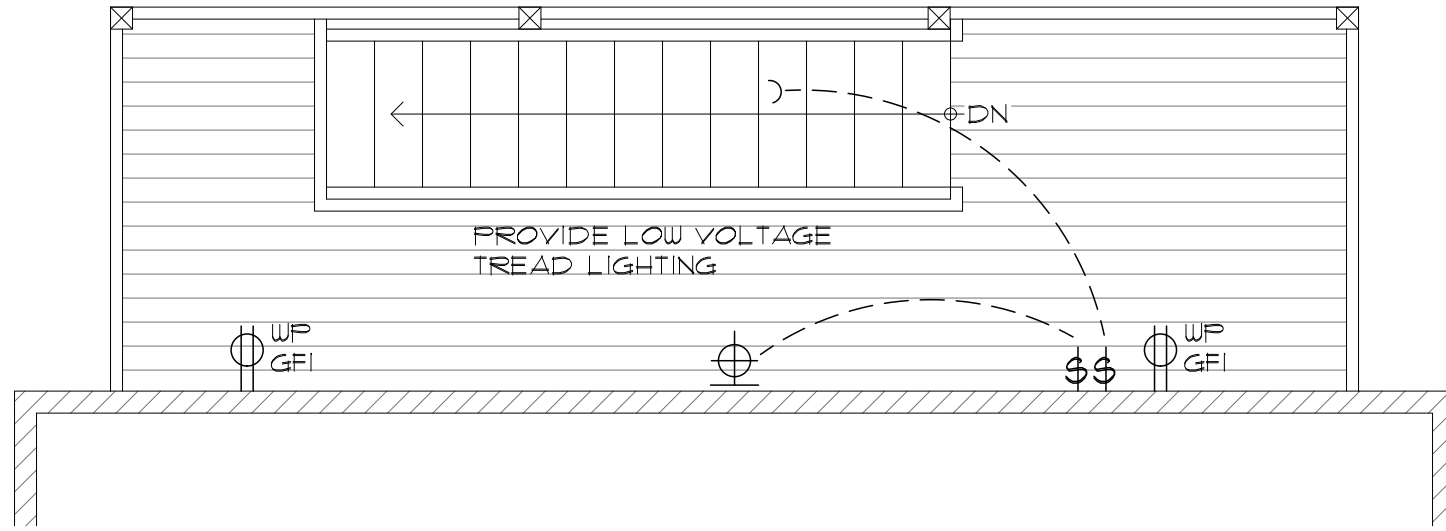 DN
PROVIDE LOW VOLTAGE
TREAD LIGHTING
WP
GFI
$ $
WP
GFI